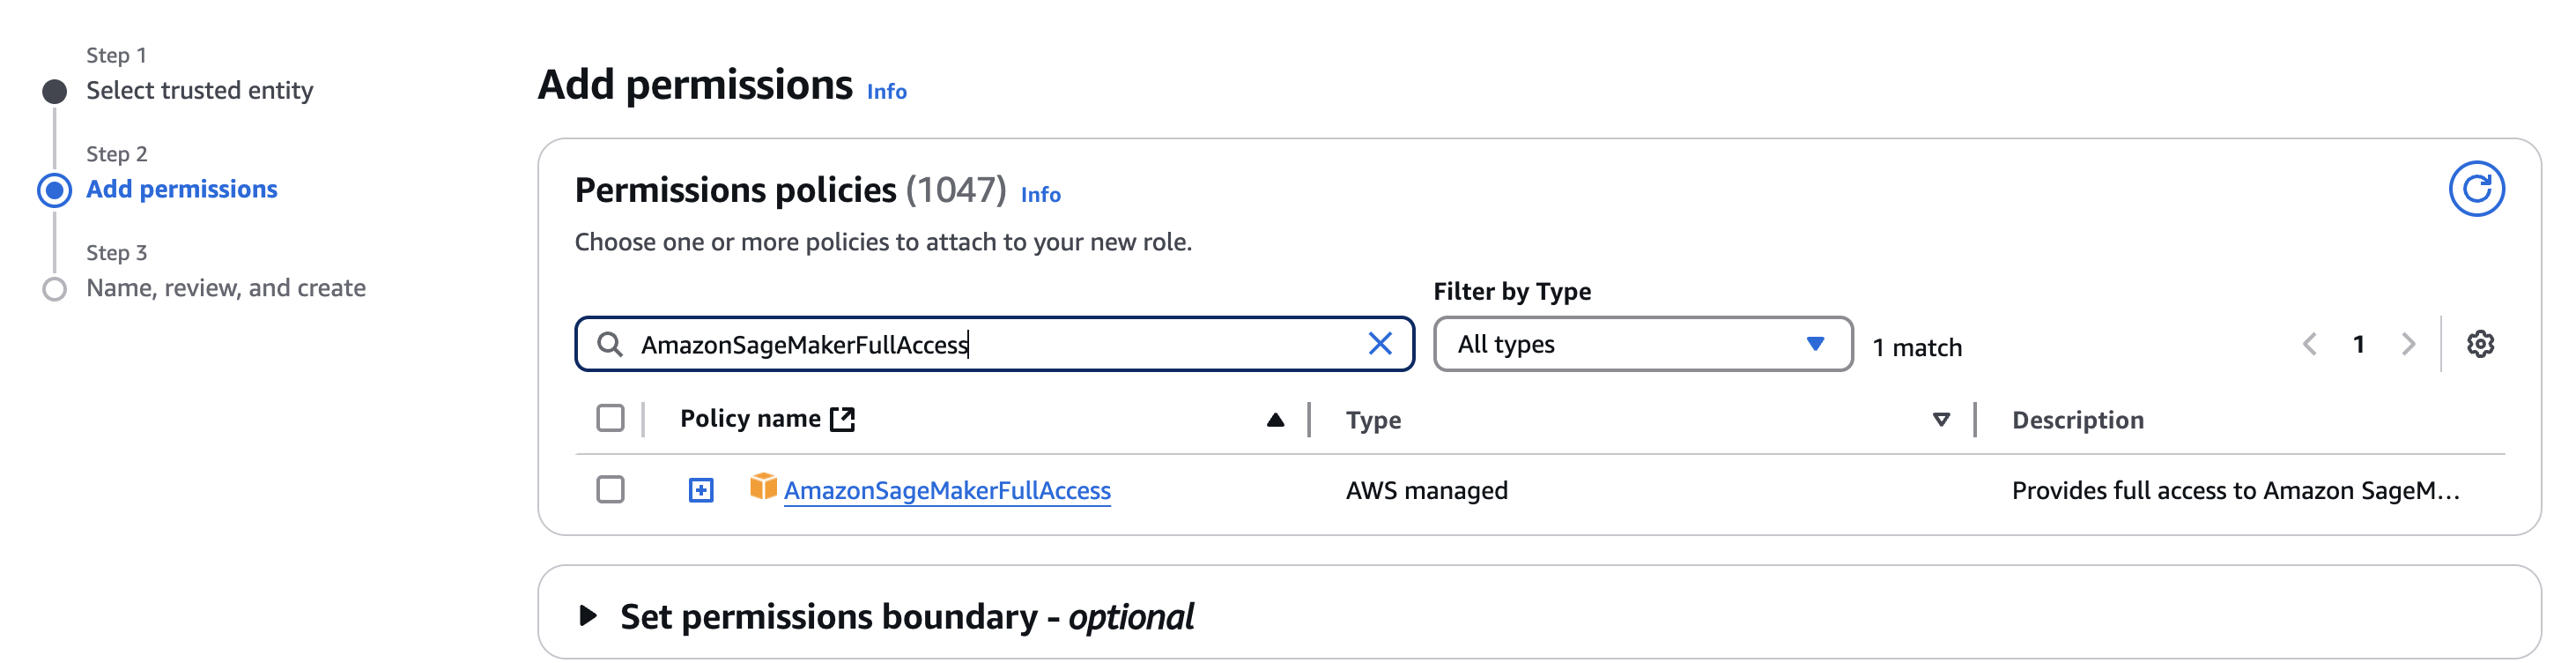 Step 1
Select trusted entity
Step 2
Add permissions
Step 3
Name, review, and create
Add permissions Info
Permissions policies (1047) Info
Choose one or more policies to attach to your new role.
Filter by Type
AmazonSageMakerFullAccess
All types
1 match
1
Policy name
Type
Description
AmazonSageMakerFullAccess
AWS managed
Provides full access to Amazon SageM...
Set permissions boundary - optional